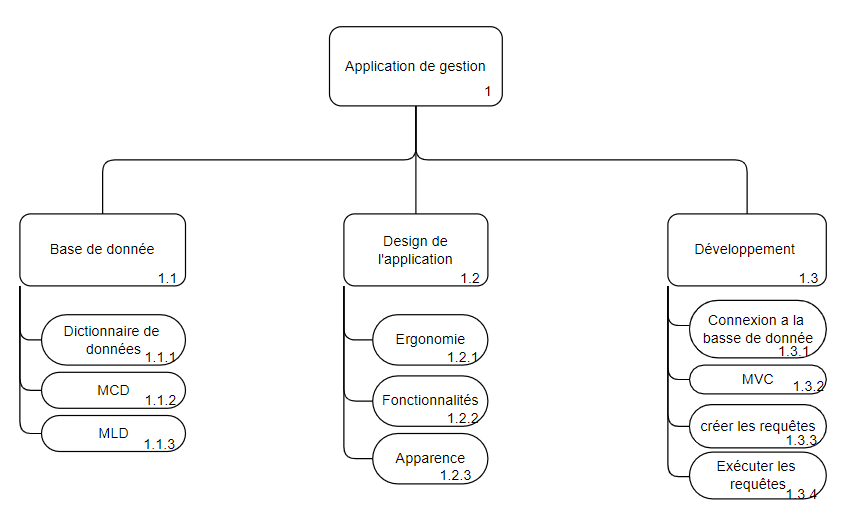 Application de gestion
1
Base de donnée
1.1
Dictionnaire de
données
1.1.1
MCD
1.1.2
MLD
1.1.3
Design de
l'application
1.2
Ergonomie
1.2.1
Fonctionnalités
1.2.2
Apparence
1.2.3
Développement
1.3
Connexion a la
basse de donnée
1.3.1
MVC
1.3.2
créer les requêtes
1.3.3
Exécuter les
requêtes
1.3.4